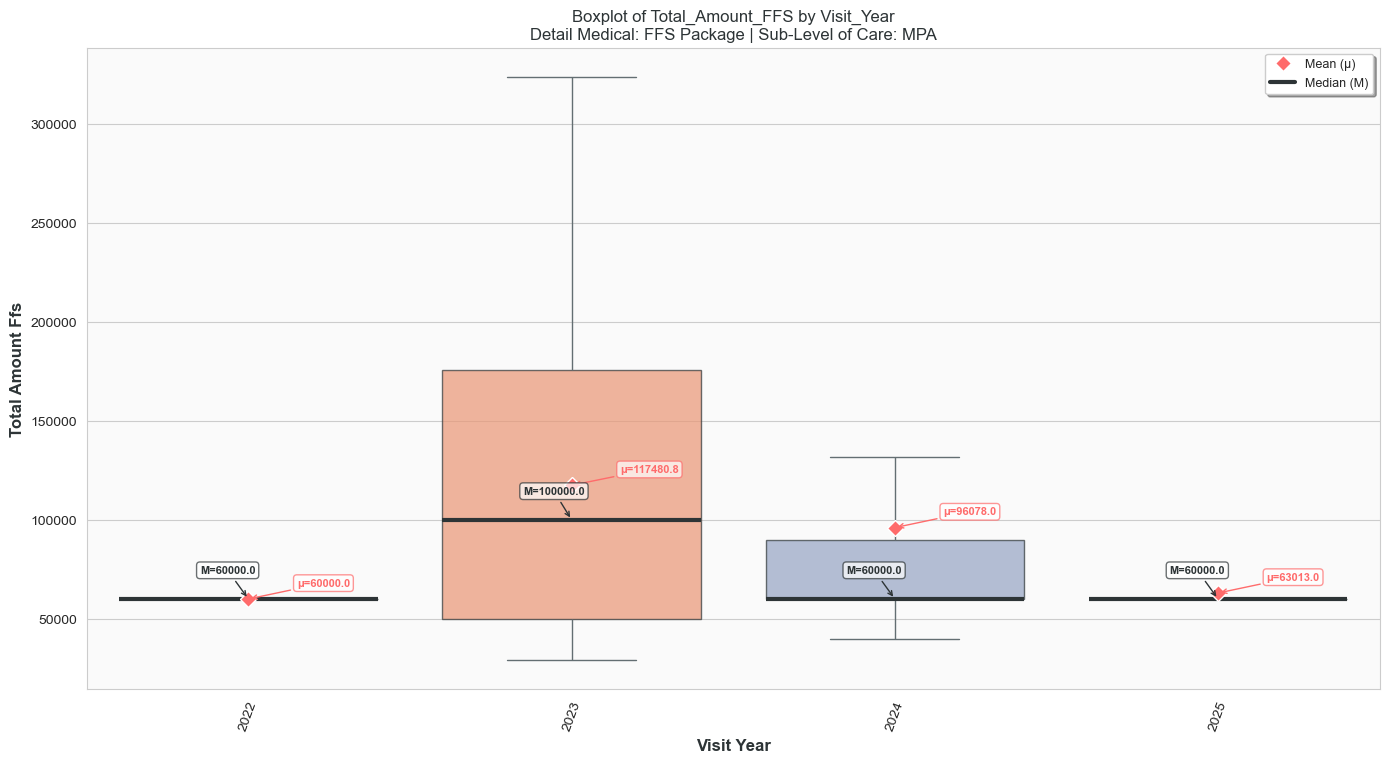 Boxplot of Total_Amount_FFS by Visit_Year
Detail Medical: FFS Package | Sub-Level of Care: MPA
Mean (μ)
Median (M)
Total Amount Ffs
300000
250000
200000
150000
100000
50000
M=60000.0
μ=60000.0
μ=117480.8
M=100000.0
μ=96078.0
M=60000.0
M=60000.0
μ=63013.0
2022
2023
2024
2025
Visit Year